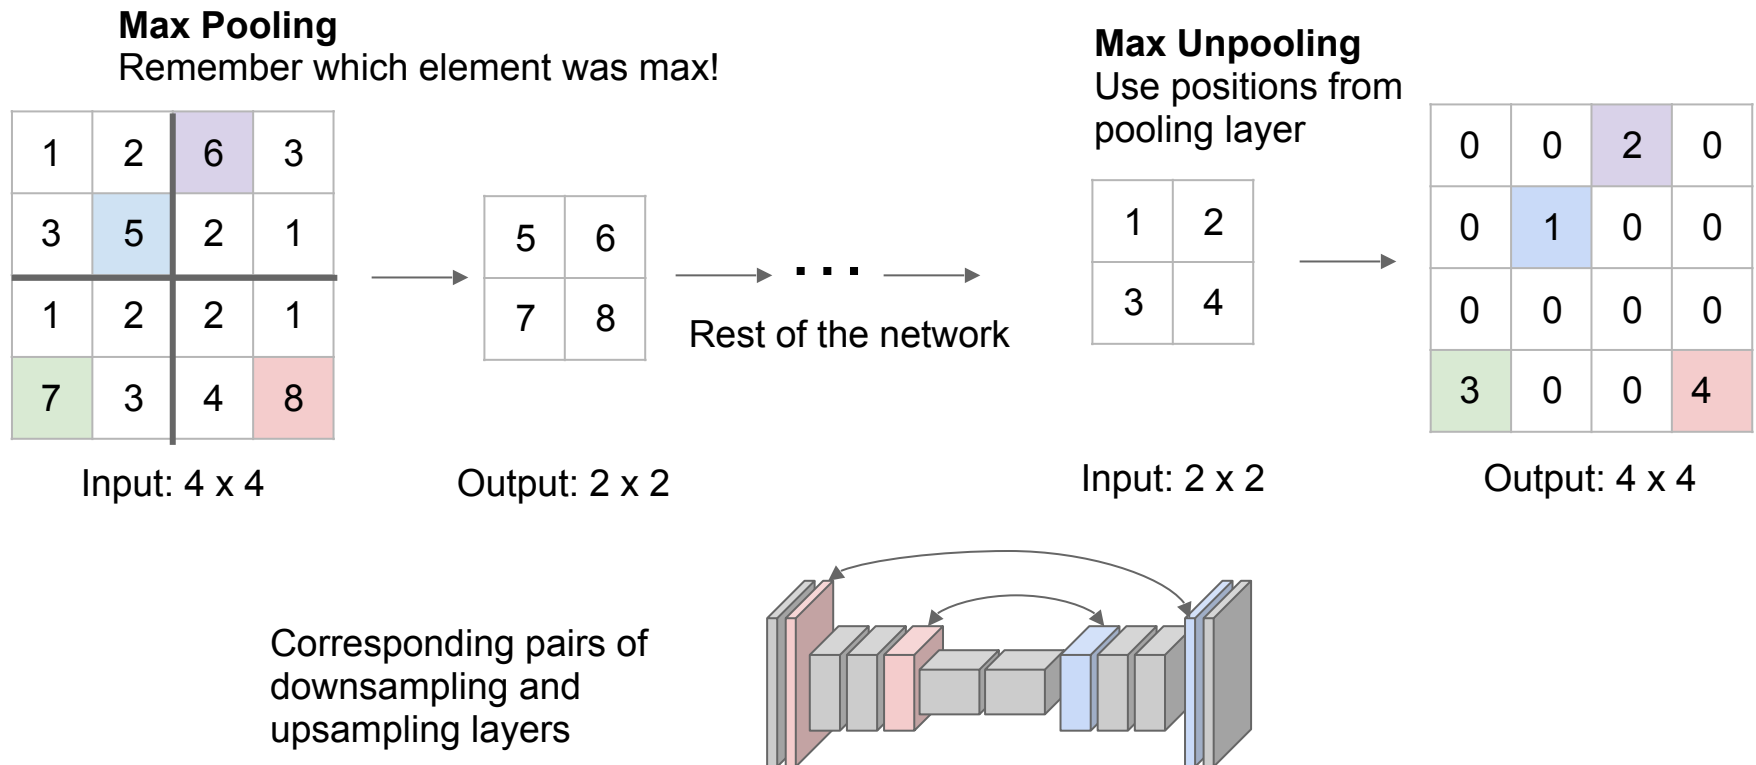 Max Pooling
Remember which element was max!
1 2 6 3
3 5 2 1
1 2 2 1
7 3 4 8
Input: 4 x 4
5 6
7 8
Output: 2 x 2
...
Rest of the network
Max Unpooling
Use positions from
pooling layer
1 2
3 4
Input: 2 x 2
0 0 2 0
0 1 0 0
0 0 0 0
3 0 0 4
Output: 4 x 4
Corresponding pairs of
downsampling and
upsampling layers